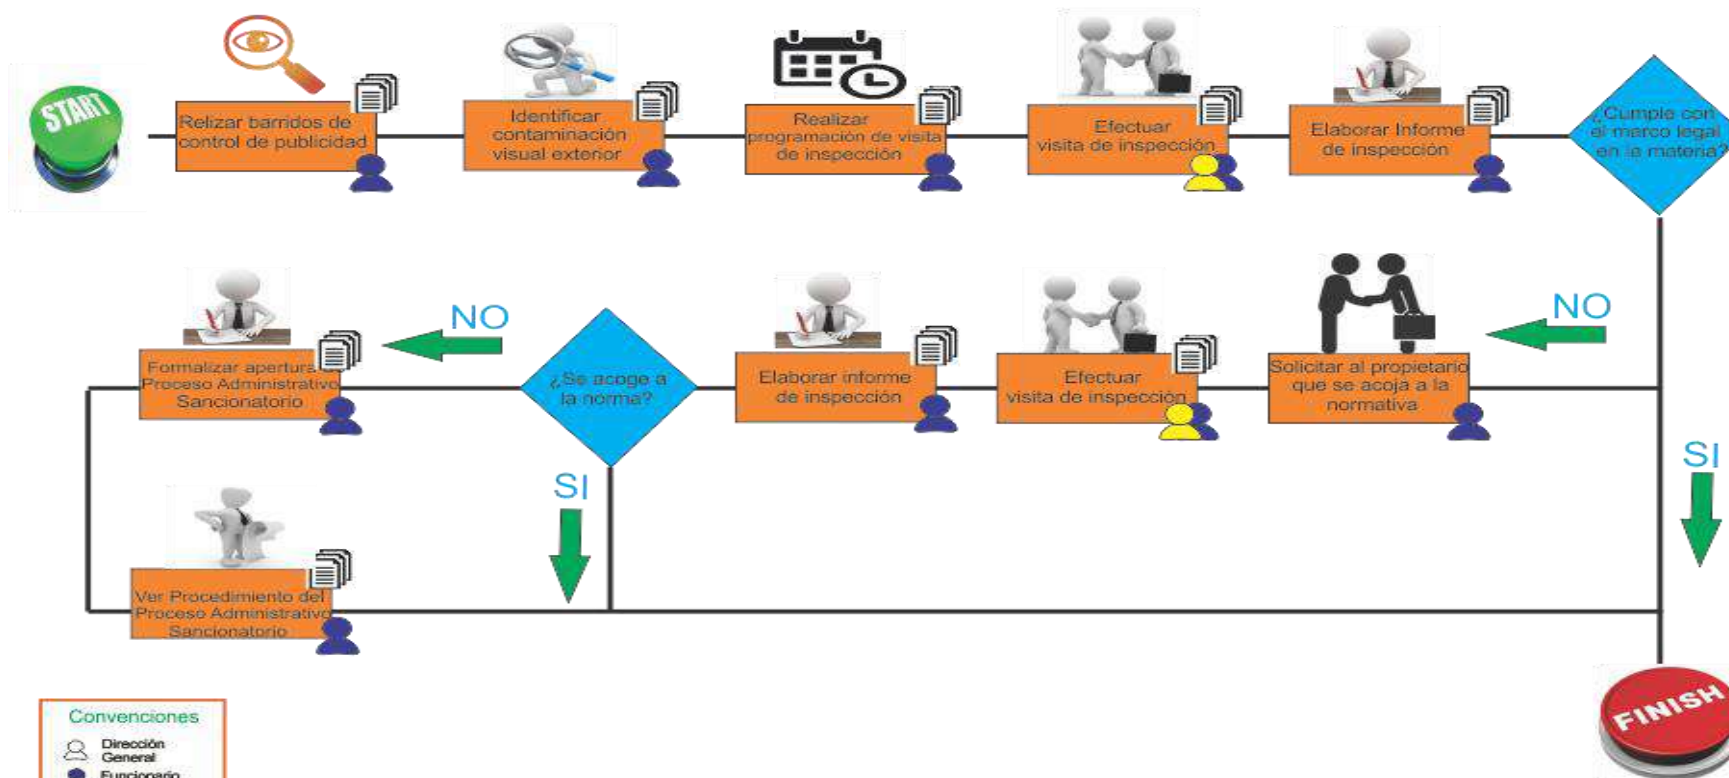 START
Relizar barridos de
control de publicidad
Identificar
contaminación
visual exterior
Realizar
programación de visita
de inspección
Efectuar
visita de inspección
Elaborar Informe
de inspección
¿Cumple con
el marco legal
en la materia?
NO
Formalizar apertura
Proceso Administrativo
Sancionatorio
¿Se acoge a
la norma?
Elaborar informe
de inspección
Efectuar
visita de inspección
Solicitar al propietario
que se acoja a la
normativa
NO
SI
SI
Ver Procedimiento del
Proceso Administrativo
Sancionatorio
FINISH
Convenciones
Dirección
General
Funcionario